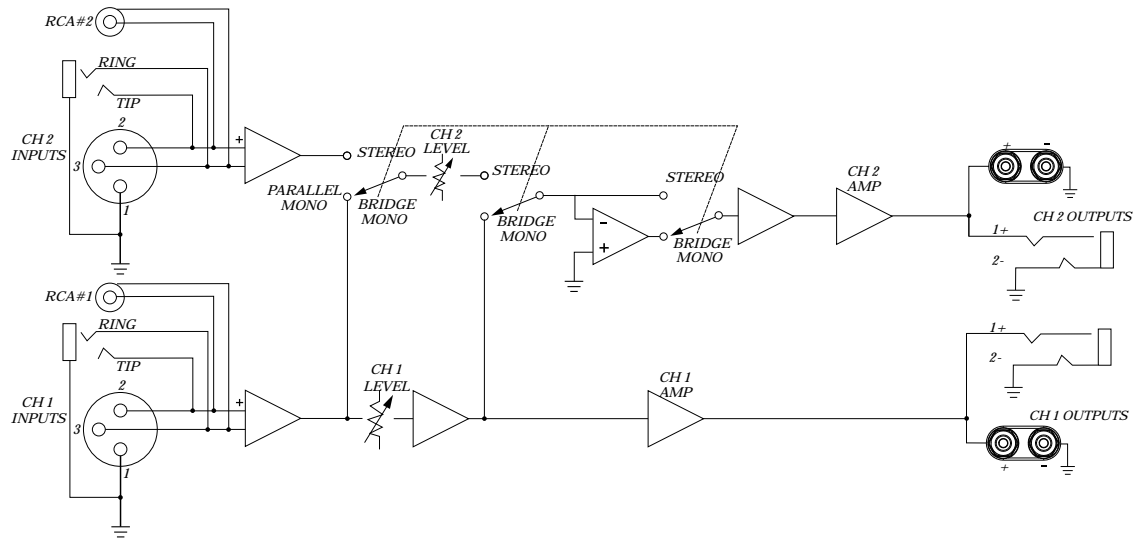 RCA#2
RING
TIP
CH 2
INPUTS
2
3
1
+
STEREO
PARALLEL
MONO
BRIDGE
MONO
CH 2
LEVEL
STEREO
BRIDGE
MONO
-
+
STEREO
BRIDGE
MONO
CH 2
AMP
+ -
CH 2 OUTPUTS
1+
2-
RCA#1
RING
TIP
CH 1
INPUTS
2
3
1
+
CH 1
LEVEL
CH 1
AMP
1+
2-
CH 1 OUTPUTS
+ -